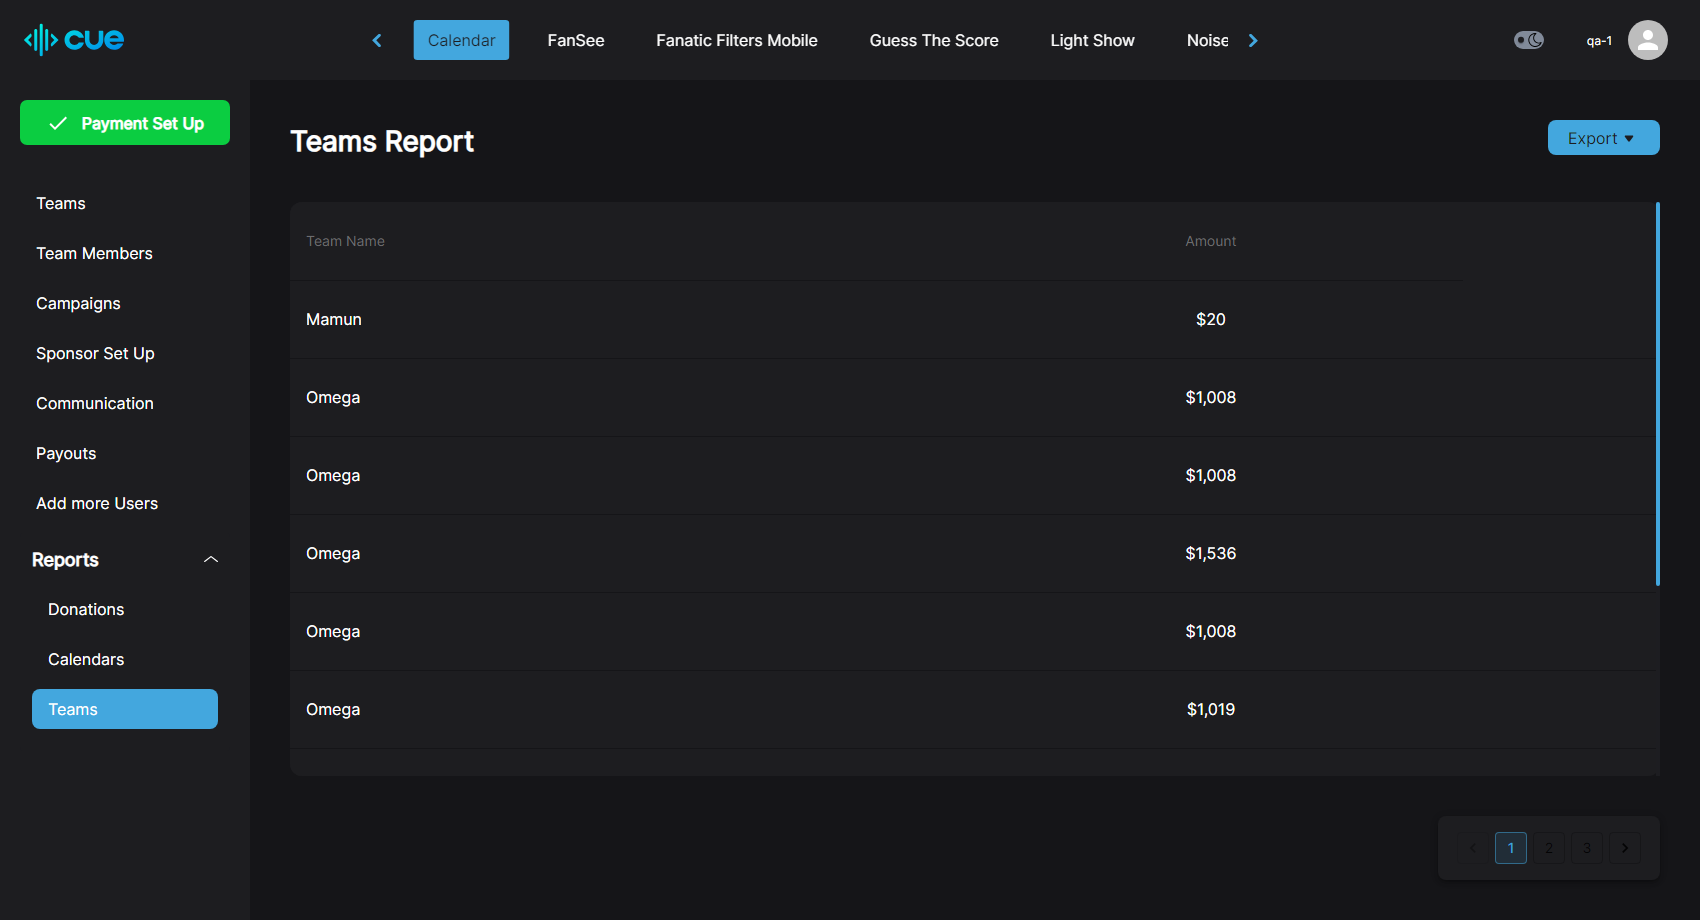 cue
Calendar
FanSee
Fanatic Filters Mobile
Guess The Score
Light Show
Noise
qa-1
Payment Set Up
Teams
Team Members
Campaigns
Sponsor Set Up
Communication
Payouts
Add more Users
Reports
Donations
Calendars
Teams
Teams Report
Export
Team Name Amount
Mamun $20
Omega $1,008
Omega $1,008
Omega $1,536
Omega $1,008
Omega $1,019
1 2 3